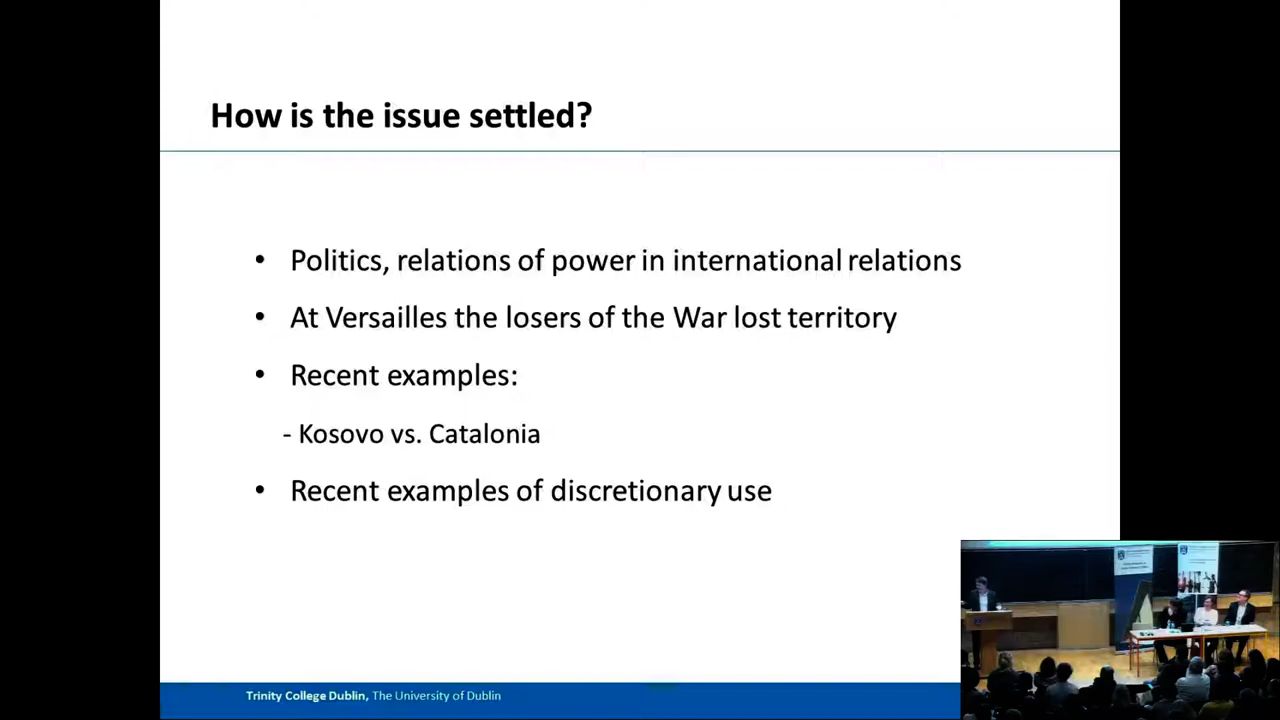 How is the issue settled?
• Politics, relations of power in international relations
• At Versailles the losers of the War lost territory
• Recent examples:
- Kosovo vs. Catalonia
• Recent examples of discretionary use
Trinity College Dublin, The University of Dublin